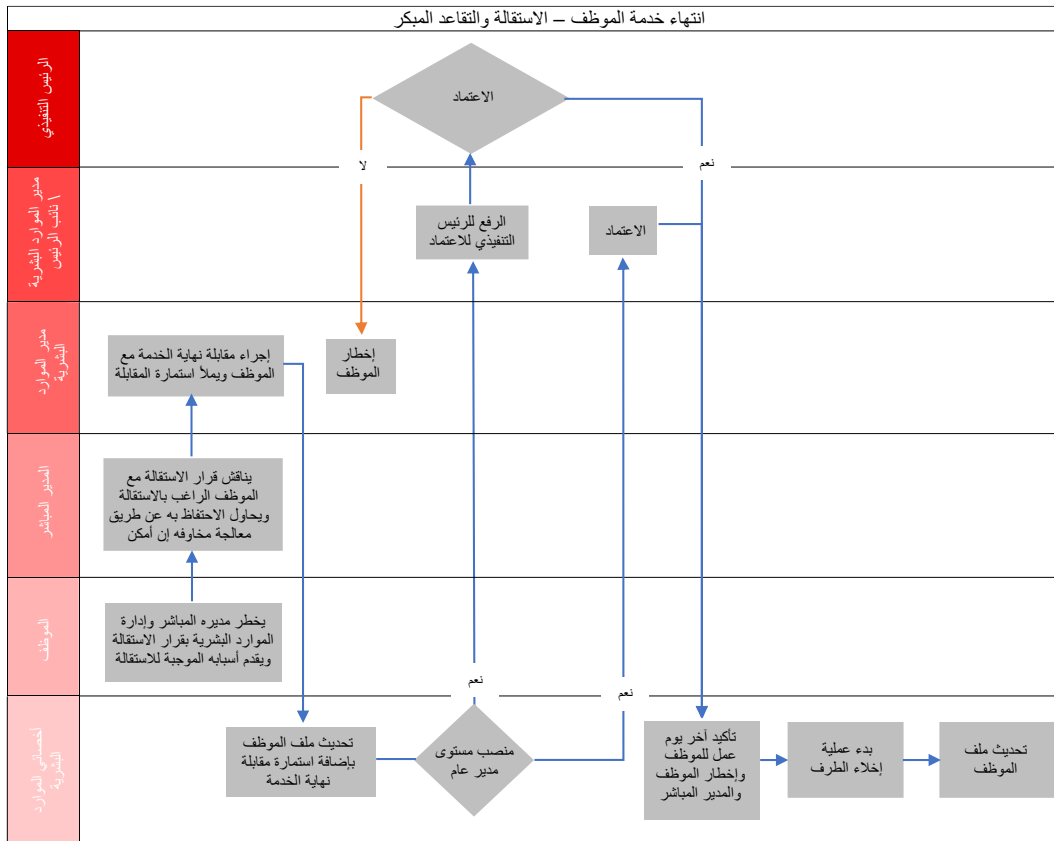 انتهاء خدمة الموظف – الاستقالة والتقاعد المبكر
الرئيس التنفيذي
الاعتماد
لا
نعم
مدير الموارد البشرية
\ نائب الرئيس
الرفع للرئيس
التنفيذي للاعتماد
الاعتماد
مدير الموارد
البشرية
إجراء مقابلة نهاية الخدمة مع
الموظف ويملأ استمارة المقابلة
إخطار
الموظف
المدير المباشر
يناقش قرار الاستقالة مع
الموظف الراغب بالاستقالة
ويحاول الاحتفاظ به عن طريق
معالجة مخاوفه إن أمكن
الموظف
يخطر مديره المباشر وإدارة
الموارد البشرية بقرار الاستقالة
ويقدم أسبابه الموجبة للاستقالة
نعم
نعم
أخصائي الموارد
البشرية
تحديث ملف الموظف
بإضافة استمارة مقابلة
نهاية الخدمة
منصب مستوى
مدير عام
تأكيد آخر يوم
عمل للموظف
وإخطار الموظف
والمدير المباشر
بدء عملية
إخلاء الطرف
تحديث ملف
الموظف